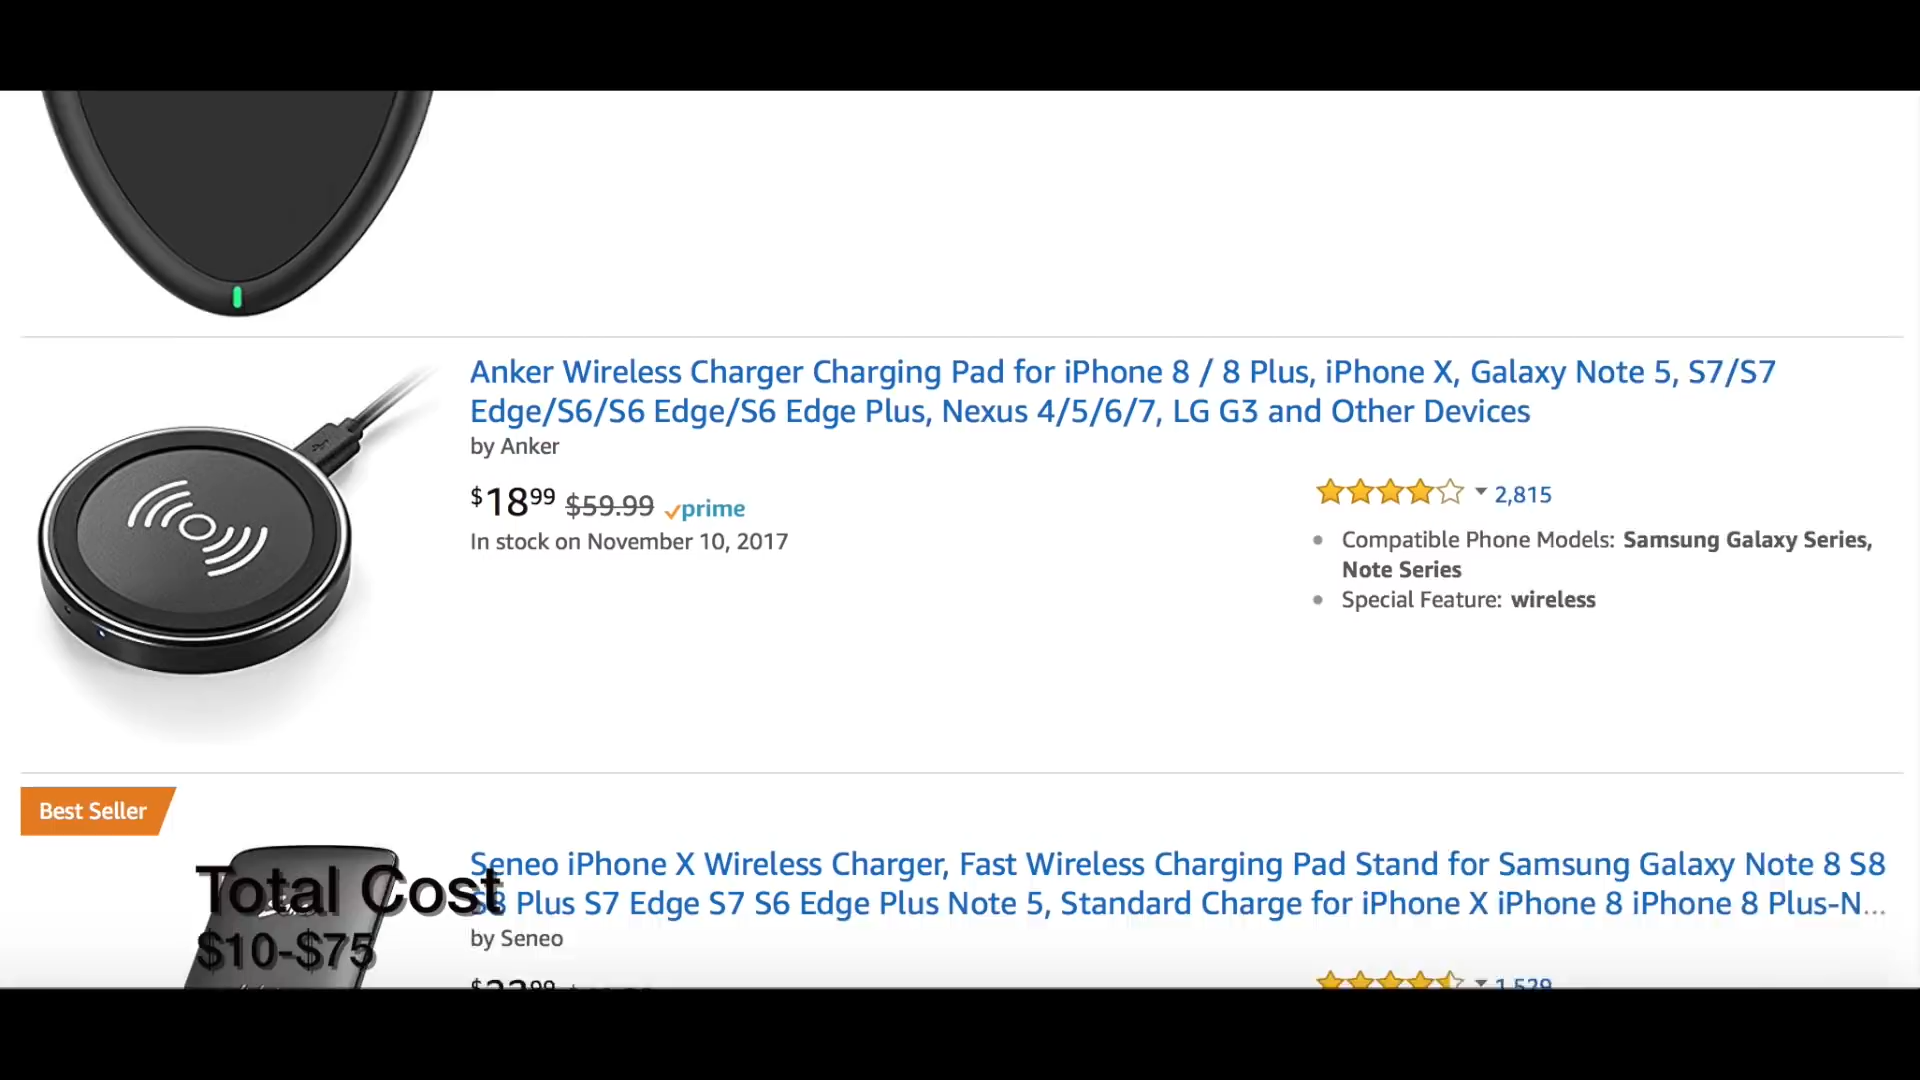 Anker Wireless Charger Charging Pad for iPhone 8 / 8 Plus, iPhone X, Galaxy Note 5, S7/S7
Edge/S6/S6 Edge/S6 Edge Plus, Nexus 4/5/6/7, LG G3 and Other Devices
by Anker
$18.99 $59.99 prime
In stock on November 10, 2017
2,815
Compatible Phone Models: Samsung Galaxy Series,
Note Series
Special Feature: wireless
Best Seller
Seneo iPhone X Wireless Charger, Fast Wireless Charging Pad Stand for Samsung Galaxy Note 8 S8
S8 Plus S7 Edge S7 S6 Edge Plus Note 5, Standard Charge for iPhone X iPhone 8 iPhone 8 Plus-N...
by Seneo
1,529
Total Cost
$10-$75